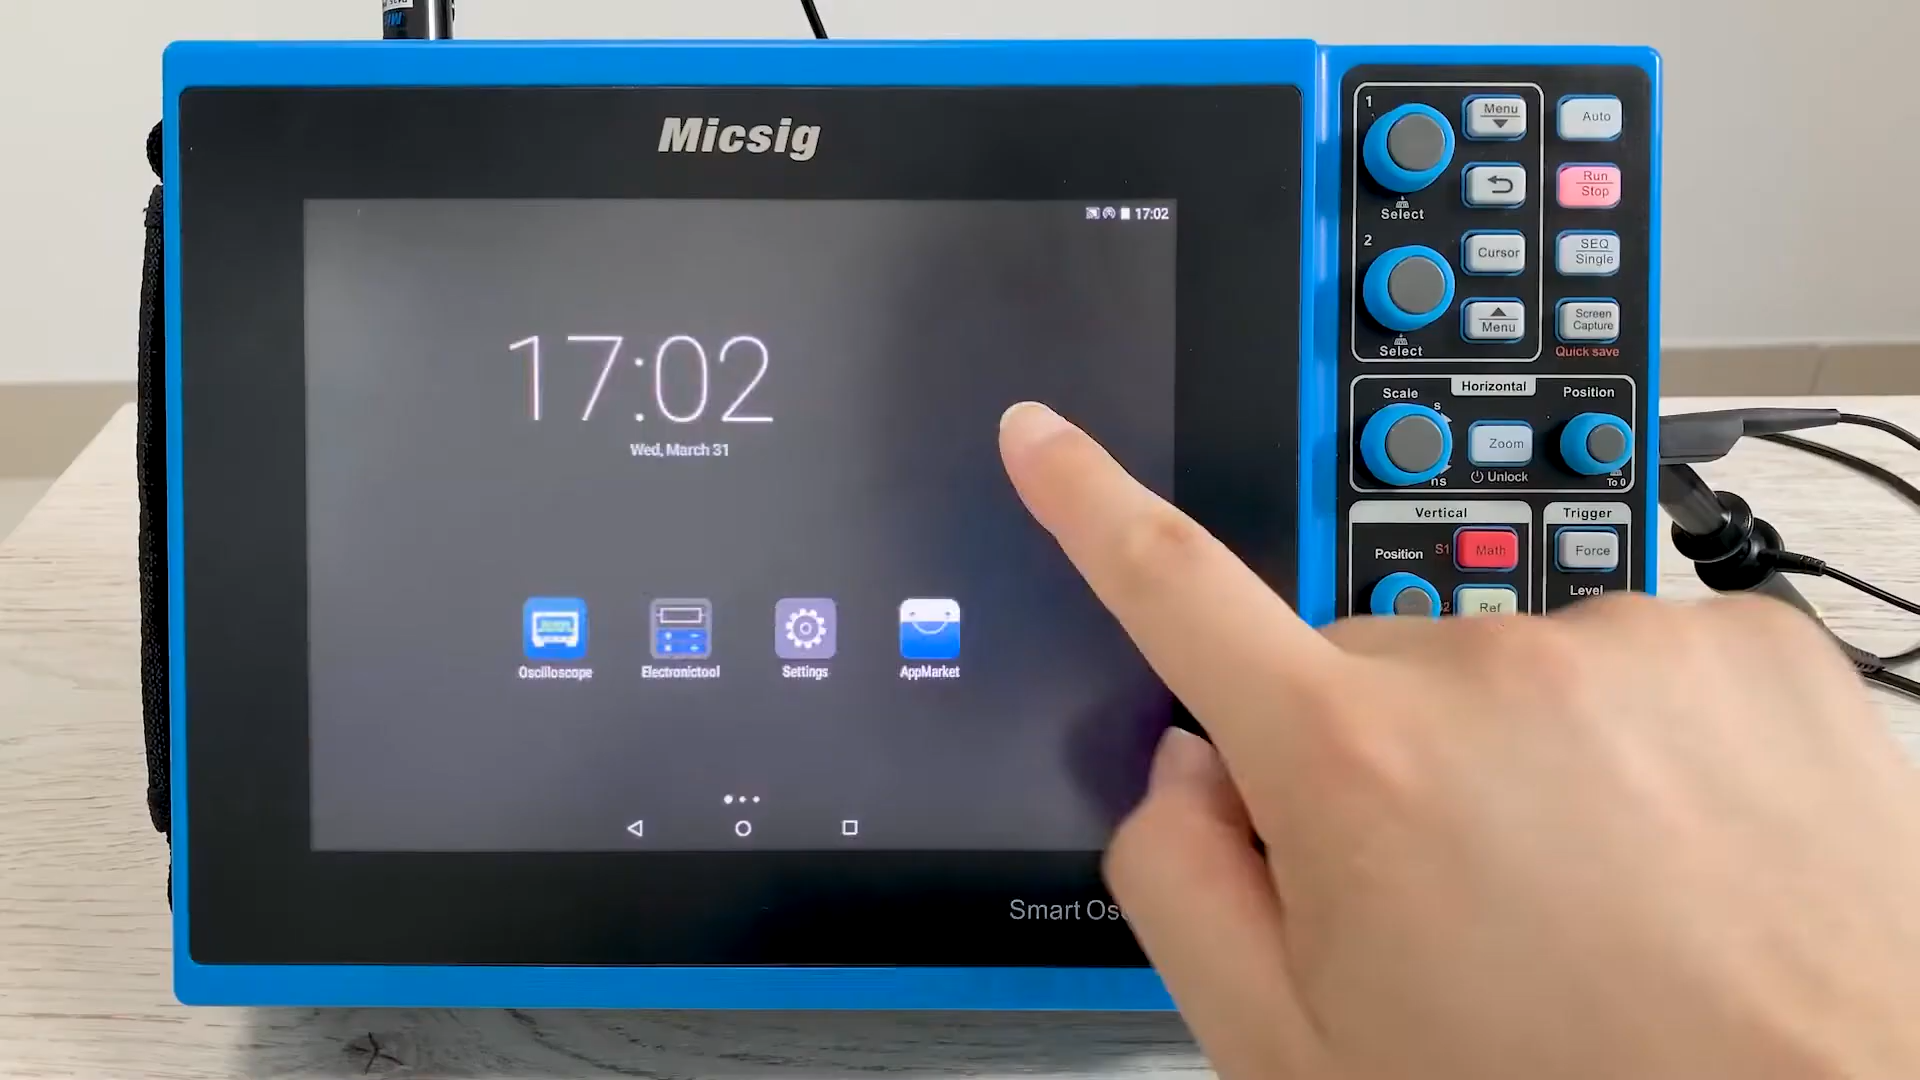 Micsig
17:02
17:02
Wed, March 31
Oscilloscope
Electronictool
Settings
AppMarket
Smart Os
1
Menu
Auto
Run
Stop
Select
2
Cursor
SEQ
Single
Menu
Screen
Capture
Select
Quick save
Horizontal
Scale
Position
s
Zoom
ns
Unlock
To 0
Vertical
Trigger
Position
S1
Math
Force
Level
Ref